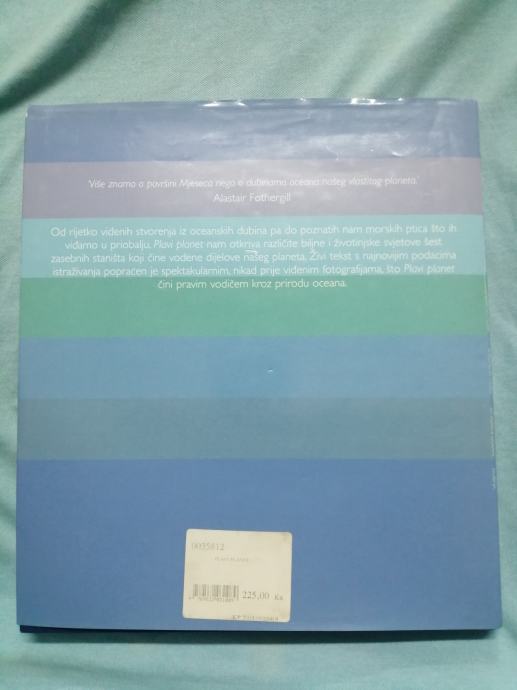 'Više znamo o površini Mjeseca nego o dubinama oceana našeg vlastitog planeta.'
Alastair Fothergill
Od rijetko viđenih stvorenja iz oceanskih dubina pa do poznatih nam morskih ptica što ih
viđamo u priobalju, Plavi planet nam otkriva različite biljne i životinjske svjetove šest
zasebnih staništa koji čine vodene dijelove našeg planeta. Živi tekst s najnovijim podacima
istraživanja popraćen je spektakularnim, nikad prije viđenim fotografijama, što Plavi planet
čini pravim vodičem kroz prirodu oceana.
0035812
PLAVI PLANET
225,00 Kn